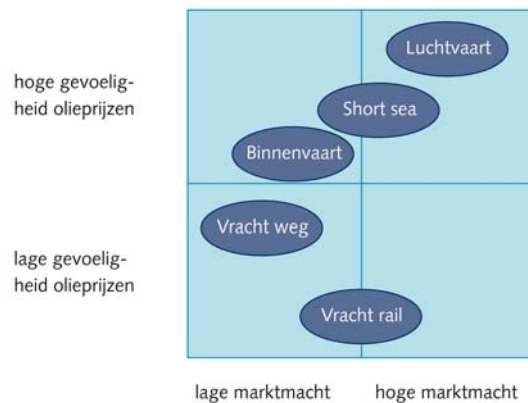 Luchtvaart
hoge gevoelig-
heid olieprijzen
Short sea
Binnenvaart
Vracht weg
lage gevoelig-
heid olieprijzen
Vracht rail
lage marktmacht
hoge marktmacht